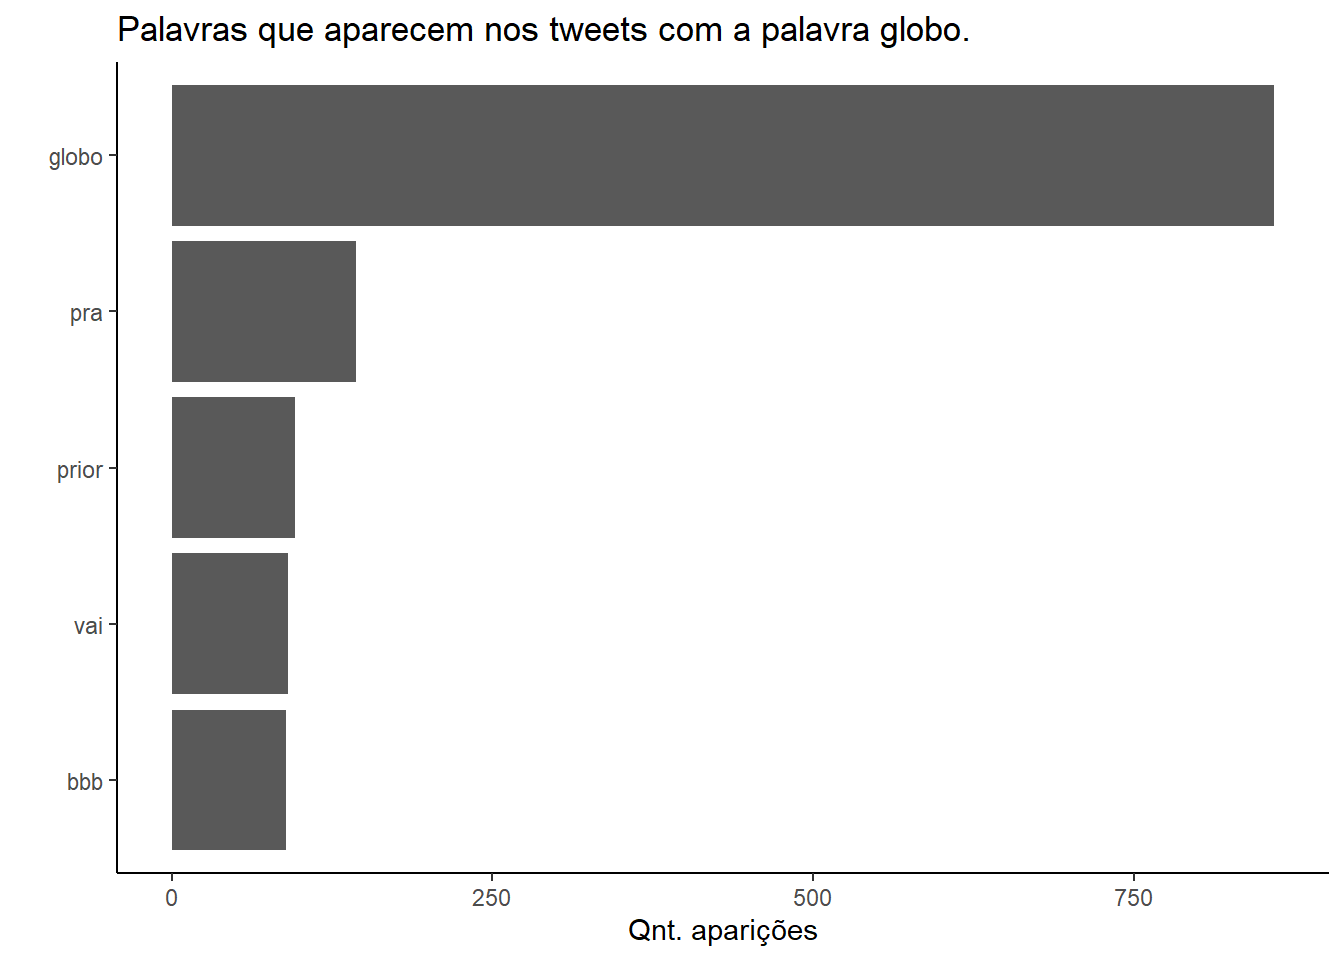 Palavras que aparecem nos tweets com a palavra globo.
globo
pra
prior
vai
bbb
0 250 500 750
Qnt. aparições